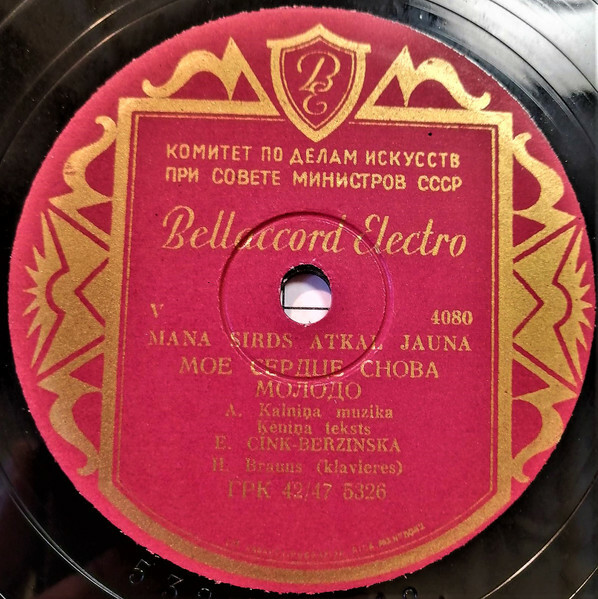 BE
КОМИТЕТ ПО ДЕЛАМ ИСКУССТВ
ПРИ СОВЕТЕ МИНИСТРОВ СССР
Bellaccord Electro
V 4080
MANA SIRDS ATKAL JAUNA
МОЕ СЕРДЦЕ СНОВА
МОЛОДО
A. Kalniņa muzika
Ķeniņa teksts
E. CINK-BERZINSKA
H. Brauns (klavieres)
ГРК 42/47 5326